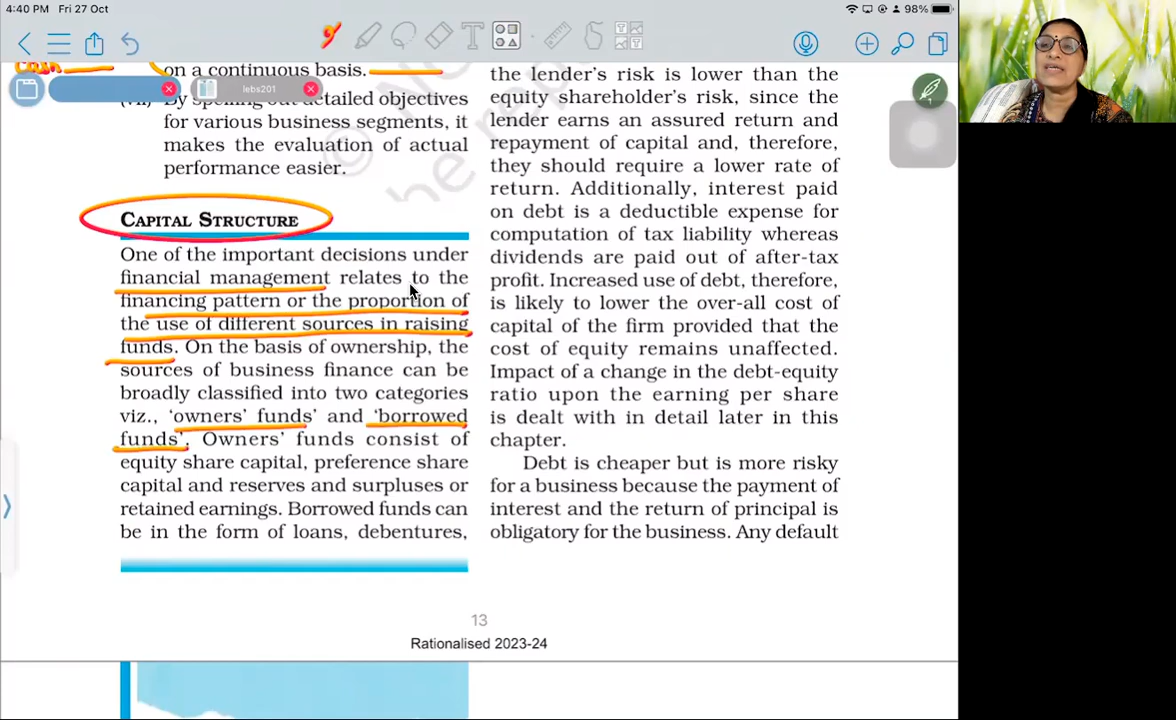 4:40 PM Fri 27 Oct
98%
Cash
on a continuous basis.
lebs201
(vii) By spelling out detailed objectives
for various business segments, it
makes the evaluation of actual
performance easier.
CAPITAL STRUCTURE
One of the important decisions under
financial management relates to the
financing pattern or the proportion of
the use of different sources in raising
funds. On the basis of ownership, the
sources of business finance can be
broadly classified into two categories
viz., ‘owners’ funds’ and ‘borrowed
funds’. Owners’ funds consist of
equity share capital, preference share
capital and reserves and surpluses or
retained earnings. Borrowed funds can
be in the form of loans, debentures,
the lender’s risk is lower than the
equity shareholder’s risk, since the
lender earns an assured return and
repayment of capital and, therefore,
they should require a lower rate of
return. Additionally, interest paid
on debt is a deductible expense for
computation of tax liability whereas
dividends are paid out of after-tax
profit. Increased use of debt, therefore,
is likely to lower the over-all cost of
capital of the firm provided that the
cost of equity remains unaffected.
Impact of a change in the debt-equity
ratio upon the earning per share
is dealt with in detail later in this
chapter.
Debt is cheaper but is more risky
for a business because the payment of
interest and the return of principal is
obligatory for the business. Any default
13
Rationalised 2023-24